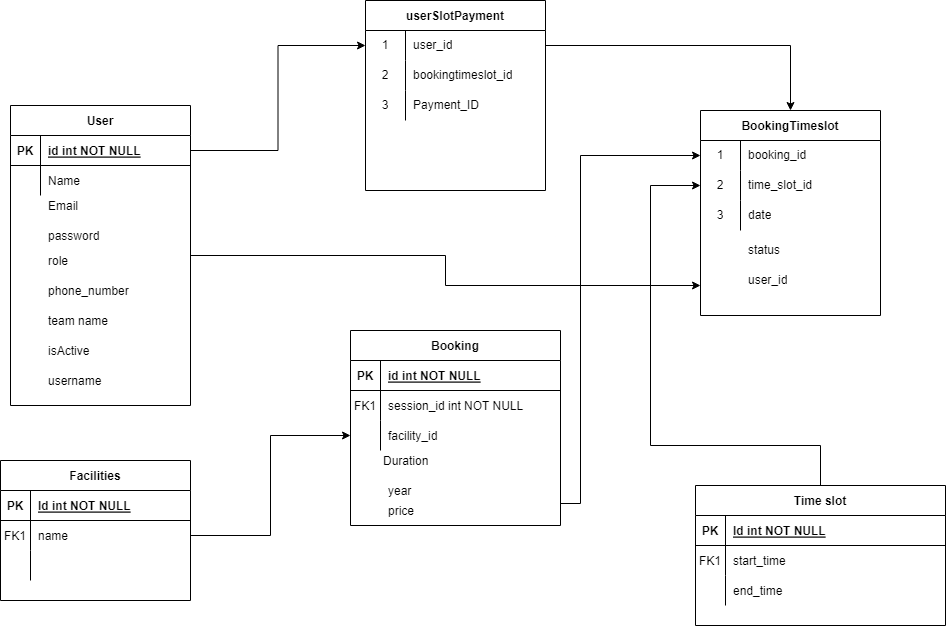 userSlotPayment
1 user_id
2 bookingtimeslot_id
3 Payment_ID
User
PK id int NOT NULL
Name
Email
password
role
phone_number
team name
isActive
username
BookingTimeslot
1 booking_id
2 time_slot_id
3 date
status
user_id
Booking
PK id int NOT NULL
FK1 session_id int NOT NULL
facility_id
Duration
year
price
Facilities
PK Id int NOT NULL
FK1 name
Time slot
PK Id int NOT NULL
FK1 start_time
end_time